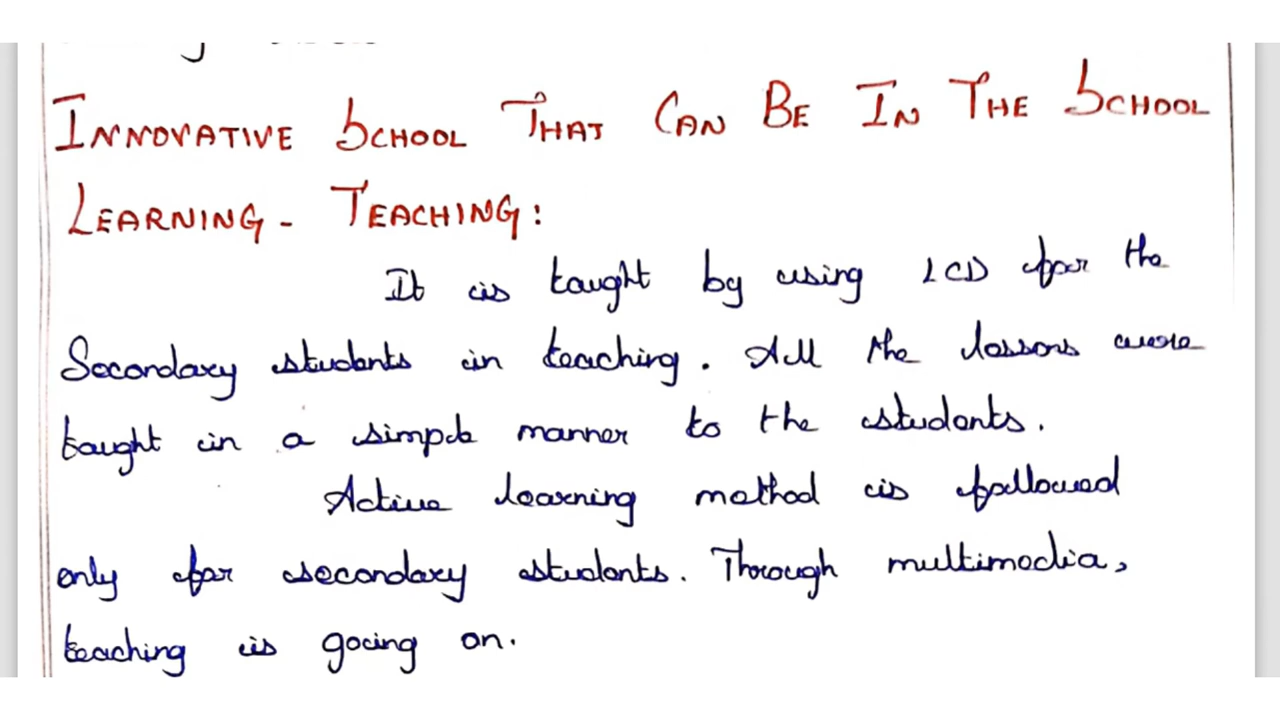 INNOVATIVE SCHOOL THAT CAN BE IN THE SCHOOL
LEARNING - TEACHING:
It is taught by using LCD for the
Secondary students in teaching. All the lessons were
taught in a simple manner to the students.
Active learning method is followed
only for secondary students. Through multimedia,
teaching is going on.